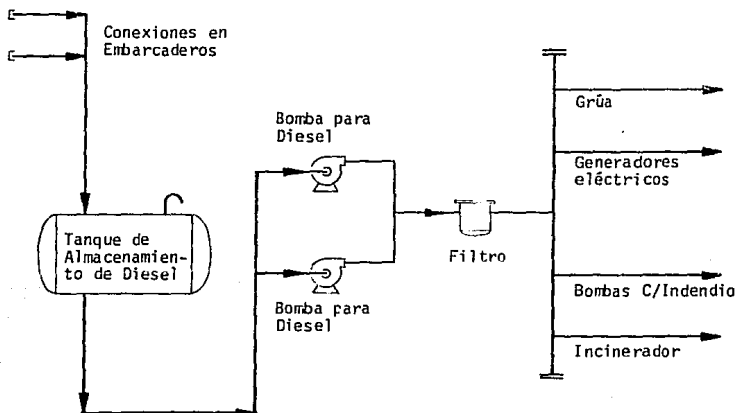 Conexiones en
Embarcaderos
Bomba para
Diesel
Grúa
Generadores
eléctricos
Tanque de
Almacenamien-
to de Diesel
Filtro
Bombas C/Indendio
Bomba para
Diesel
Incinerador